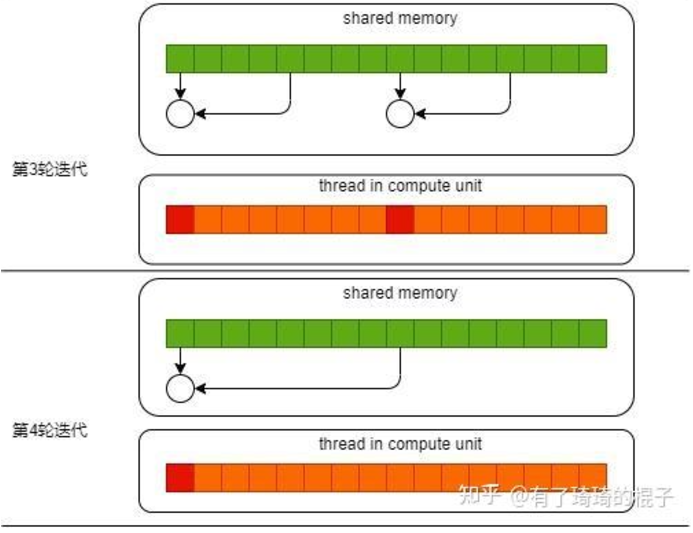 shared memory
第3轮迭代
thread in compute unit
shared memory
第4轮迭代
thread in compute unit
知乎 @有了琦琦的棍子